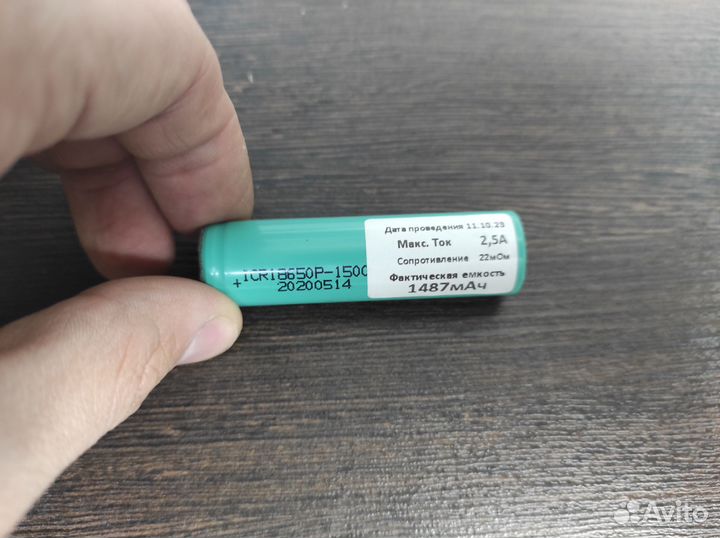 + ICR18650P-1500
20200514
Дата проведения 11.10.23
Макс. Ток 2,5А
Сопротивление 22мОм
Фактическая емкость
1487мАч
Avito